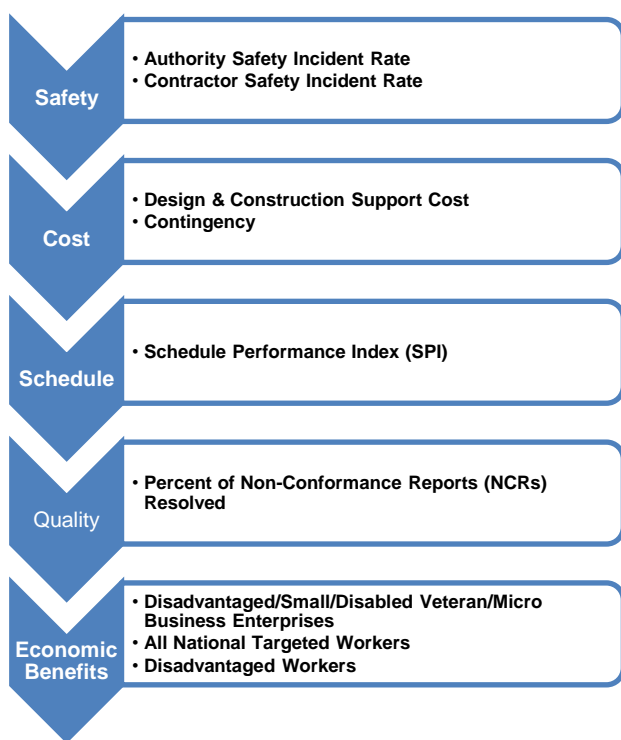 Safety
• Authority Safety Incident Rate
• Contractor Safety Incident Rate
Cost
• Design & Construction Support Cost
• Contingency
Schedule
• Schedule Performance Index (SPI)
Quality
• Percent of Non-Conformance Reports (NCRs)
Resolved
Economic
Benefits
• Disadvantaged/Small/Disabled Veteran/Micro
Business Enterprises
• All National Targeted Workers
• Disadvantaged Workers